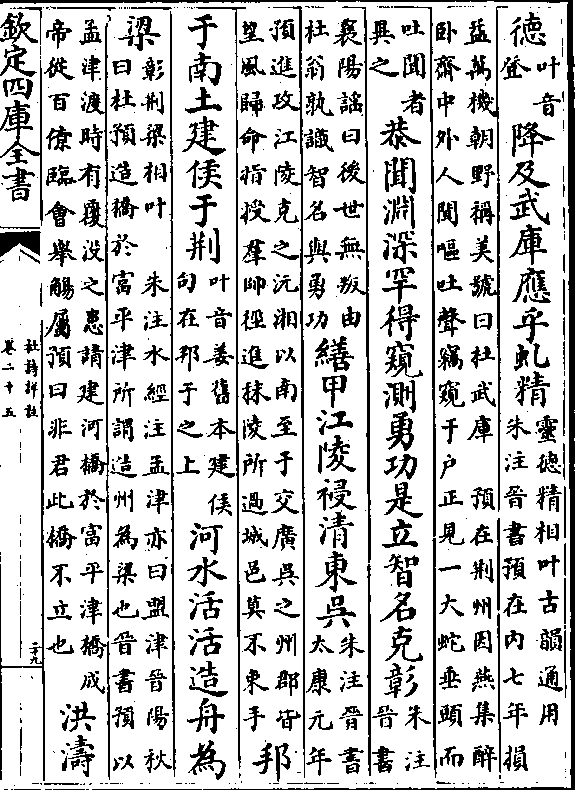 德叶音登降及武庫應乎虬精靈德精相叶古韻通用朱注晉書預在内七年損
益萬機朝野稱美號曰杜武庫預在荆州因燕集醉卧齋中外人聞嘔吐聲竊窺于户正見一大蛇垂頭而
吐聞者異之恭聞淵深罕得窺測勇功是立智名克彰朱注晉書
襄陽謡曰後世無叛由杜翁孰識智名與勇功繕甲江陵祲清東吳朱注晉書太康元年
預進攻江陵克之沅湘以南至于交廣吳之州郡皆望風歸命指授羣帥徑進秣陵所過城邑莫不束手邦
于南土建侯于荆叶音姜舊本建侯句在邦于之上河水活活造舟為
梁彰荆梁相叶朱注水經注孟津亦曰盟津晉陽秋曰杜預造橋於富平津所謂造舟為梁也晉書預以
孟津渡時有覆没之患請建河橋於富平津橋成帝從百僚臨會舉觴屬預曰非君此橋不立也洪濤
欽定四庫全書
杜詩詳註
卷二十五
二十九